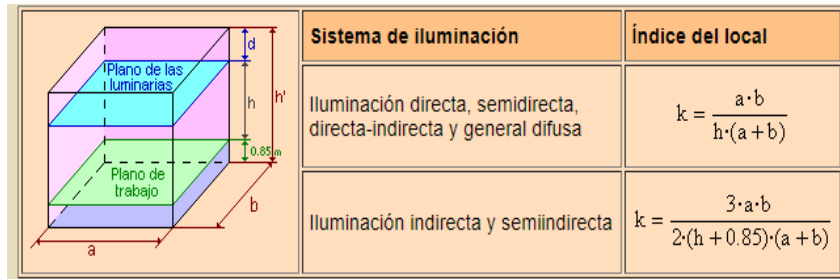 Sistema de iluminación
Índice del local
d
Plano de las
luminarias
h
h'
0.85 m
Plano de
trabajo
b
a
Iluminación directa, semidirecta,
directa-indirecta y general difusa
k = a·b / h·(a+b)
Iluminación indirecta y semiindirecta
k = 3·a·b / 2·(h+0.85)·(a+b)